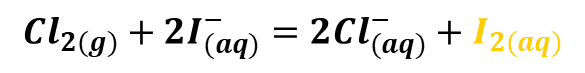 Cl₂(g) + 2I⁻(aq) = 2Cl⁻(aq) + I₂(aq)